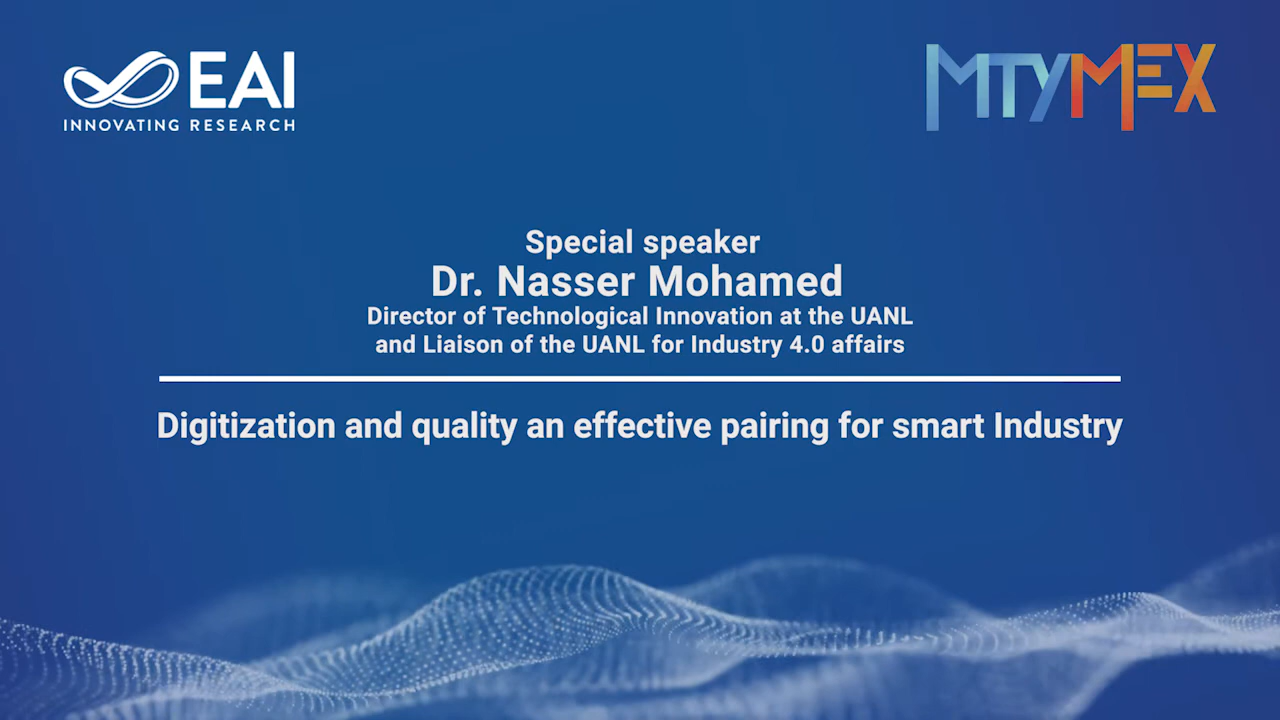 EAI
INNOVATING RESEARCH
MTYMEX
Special speaker
Dr. Nasser Mohamed
Director of Technological Innovation at the UANL
and Liaison of the UANL for Industry 4.0 affairs
Digitization and quality an effective pairing for smart Industry